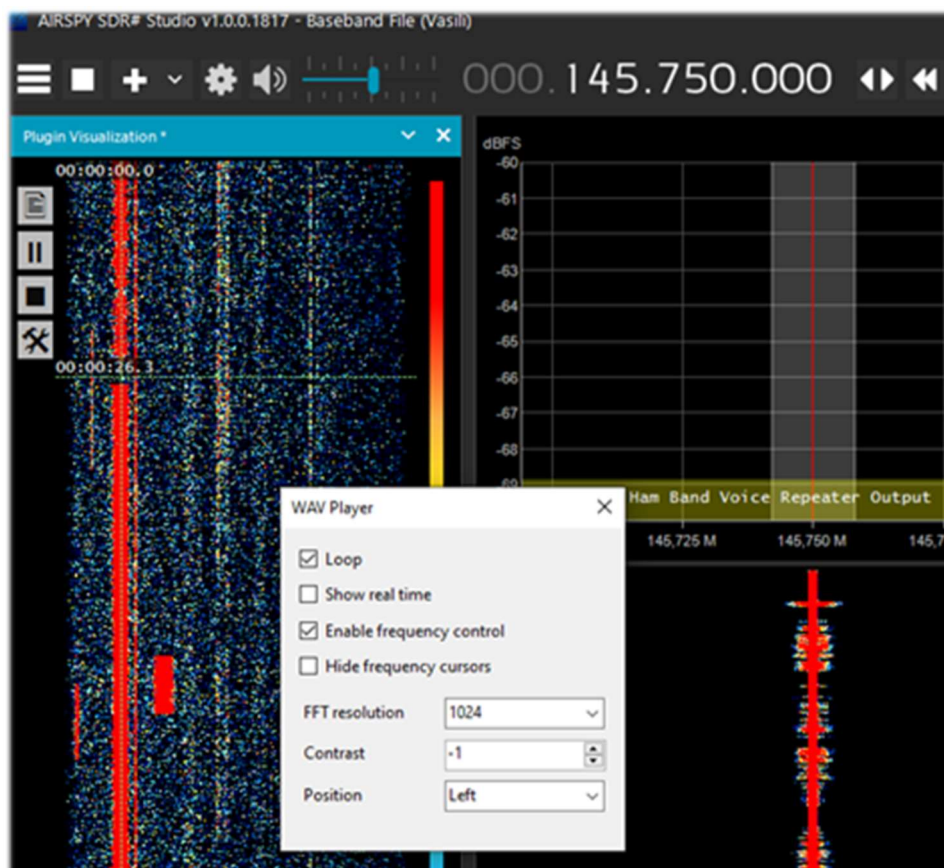 AIRSPY SDR# Studio v1.0.0.1817 - Baseband File (Vasili)
000.145.750.000
Plugin Visualization *
00:00:00.0
00:00:26.3
dBFS
-60
-61
-62
-63
-64
-65
-66
-67
-68
-69
Ham Band Voice Repeater Output
145,725 M
145,750 M
145,7
WAV Player
Loop
Show real time
Enable frequency control
Hide frequency cursors
FFT resolution
1024
Contrast
-1
Position
Left